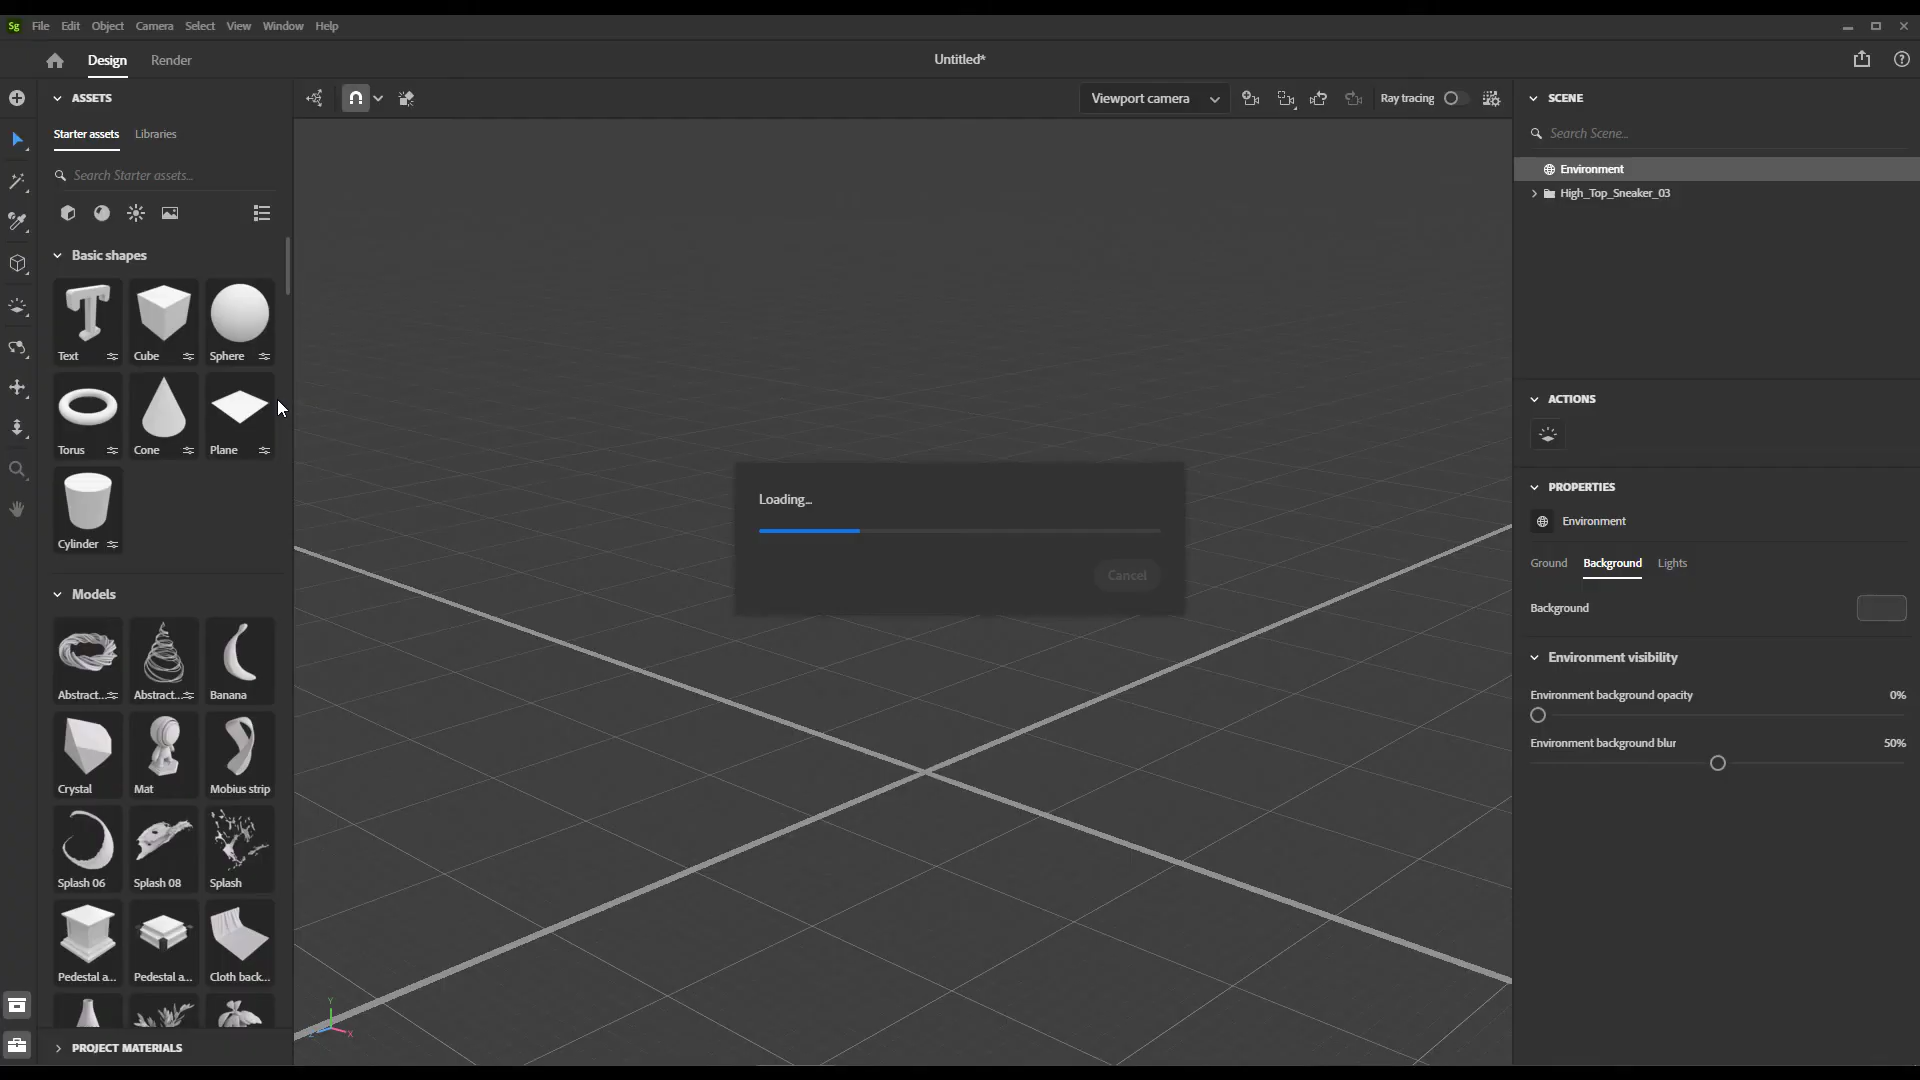 Sg File Edit Object Camera Select View Window Help
Design Render
Untitled*
ASSETS
Viewport camera
Ray tracing
SCENE
Starter assets Libraries
Search Scene...
Search Starter assets...
Environment
High_Top_Sneaker_03
Basic shapes
Text Cube Sphere
Torus Cone Plane
Cylinder
Loading...
Cancel
ACTIONS
PROPERTIES
Environment
Ground Background Lights
Background
Environment visibility
Environment background opacity 0%
Environment background blur 50%
Models
Abstract... Abstract... Banana
Crystal Mat Mobius strip
Splash 06 Splash 08 Splash
Pedestal a... Pedestal a... Cloth back...
Y
Z X
PROJECT MATERIALS